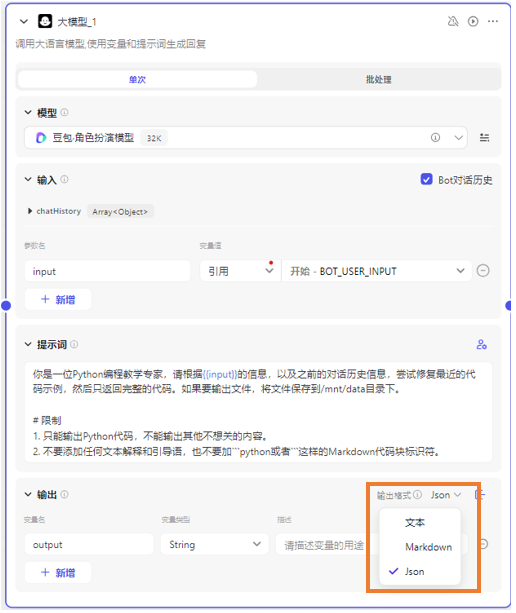 大模型_1
调用大语言模型,使用变量和提示词生成回复
单次 批处理
模型
豆包·角色扮演模型 32K
输入 Bot对话历史
chatHistory Array<Object>
参数名 变量值
input 引用 开始 - BOT_USER_INPUT
+ 新增
提示词
你是一位Python编程教学专家，请根据{{input}}的信息，以及之前的对话历史信息，尝试修复最近的代
码示例，然后只返回完整的代码。如果要输出文件，将文件保存到/mnt/data目录下。
# 限制
1. 只能输出Python代码，不能输出其他不想关的内容。
2. 不要添加任何文本解释和引导语，也不要加```python或者```这样的Markdown代码块标识符。
输出 输出格式 Json
变量名 变量类型 描述
output String 请描述变量的用途
+ 新增
文本
Markdown
Json